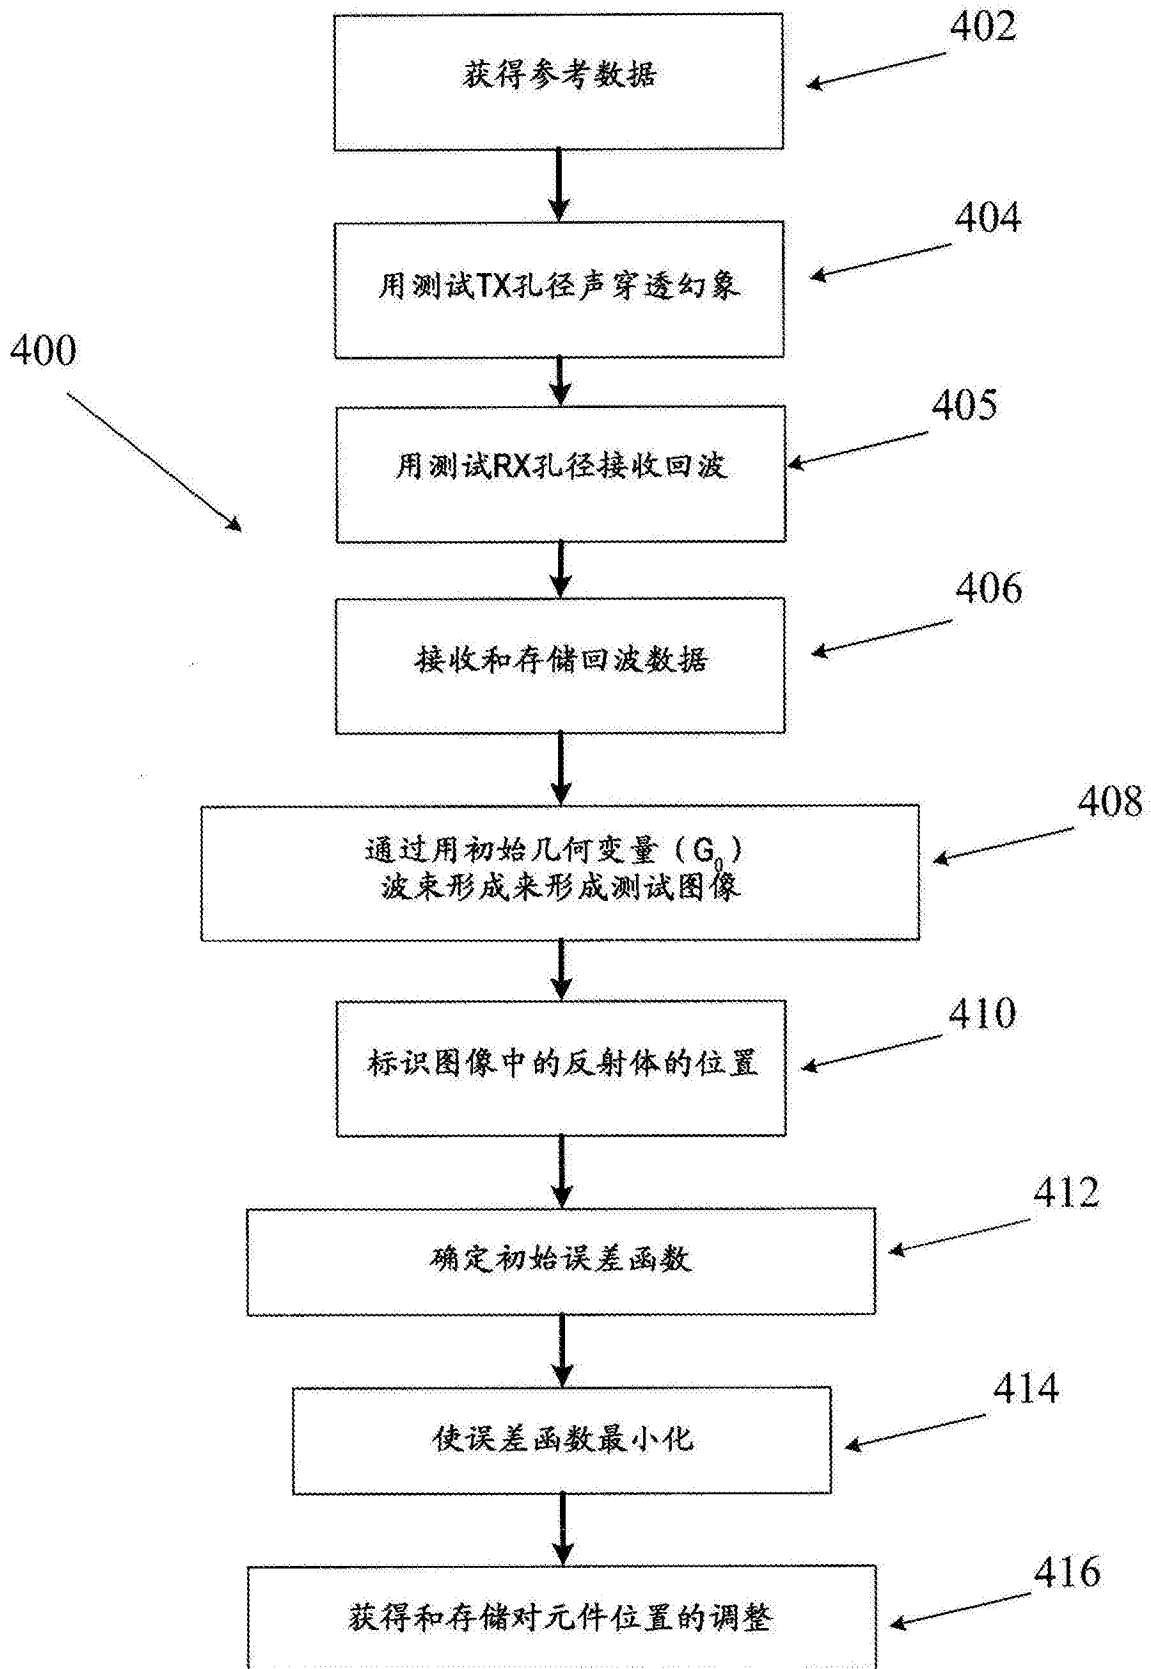 402
获得参考数据
404
用测试TX孔径声穿透幻象
400
405
用测试RX孔径接收回波
406
接收和存储回波数据
408
通过用初始几何变量（G₀）
波束形成来形成测试图像
410
标识图像中的反射体的位置
412
确定初始误差函数
414
使误差函数最小化
416
获得和存储对元件位置的调整